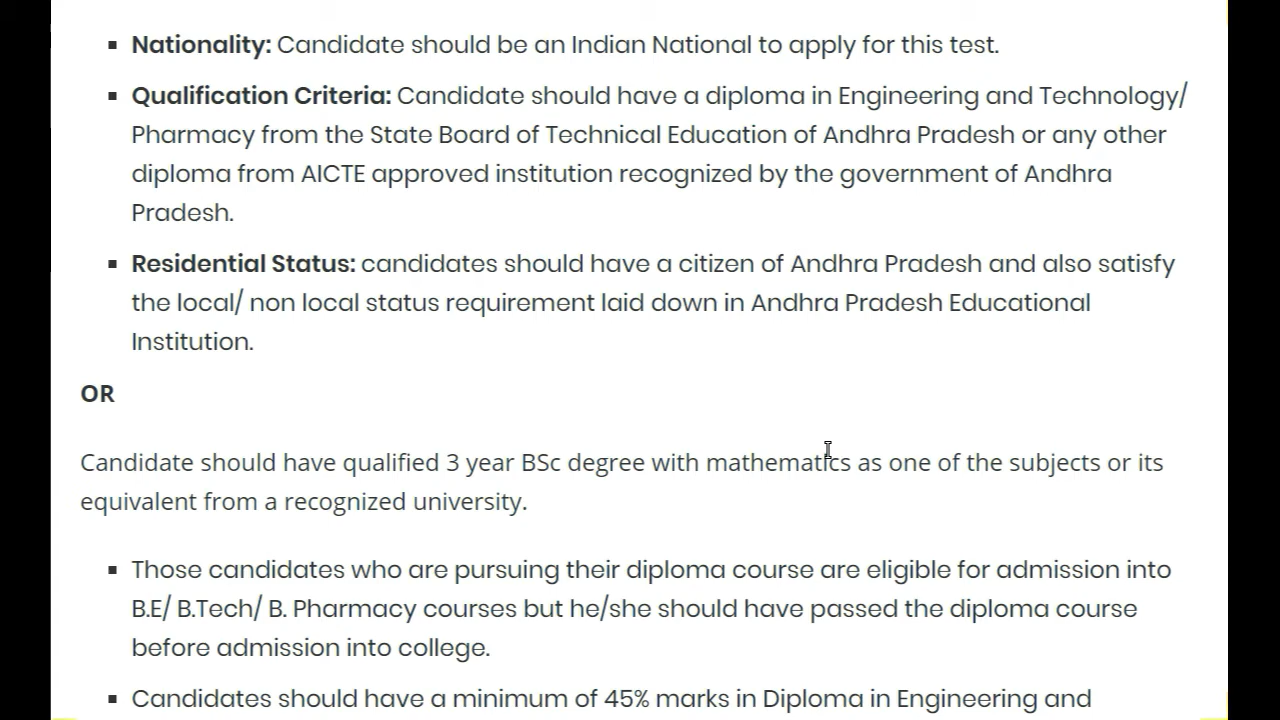 Nationality: Candidate should be an Indian National to apply for this test.
Qualification Criteria: Candidate should have a diploma in Engineering and Technology/
Pharmacy from the State Board of Technical Education of Andhra Pradesh or any other
diploma from AICTE approved institution recognized by the government of Andhra
Pradesh.
Residential Status: candidates should have a citizen of Andhra Pradesh and also satisfy
the local/ non local status requirement laid down in Andhra Pradesh Educational
Institution.
OR
Candidate should have qualified 3 year BSc degree with mathematics as one of the subjects or its
equivalent from a recognized university.
Those candidates who are pursuing their diploma course are eligible for admission into
B.E/ B.Tech/ B. Pharmacy courses but he/she should have passed the diploma course
before admission into college.
Candidates should have a minimum of 45% marks in Diploma in Engineering and